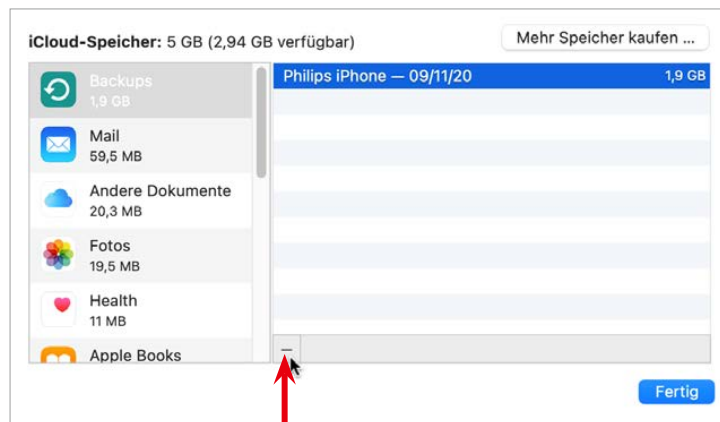 iCloud-Speicher: 5 GB (2,94 GB verfügbar)
Mehr Speicher kaufen ...
Backups
1,9 GB
Philips iPhone — 09/11/20 1,9 GB
Mail
59,5 MB
Andere Dokumente
20,3 MB
Fotos
19,5 MB
Health
11 MB
Apple Books
Fertig